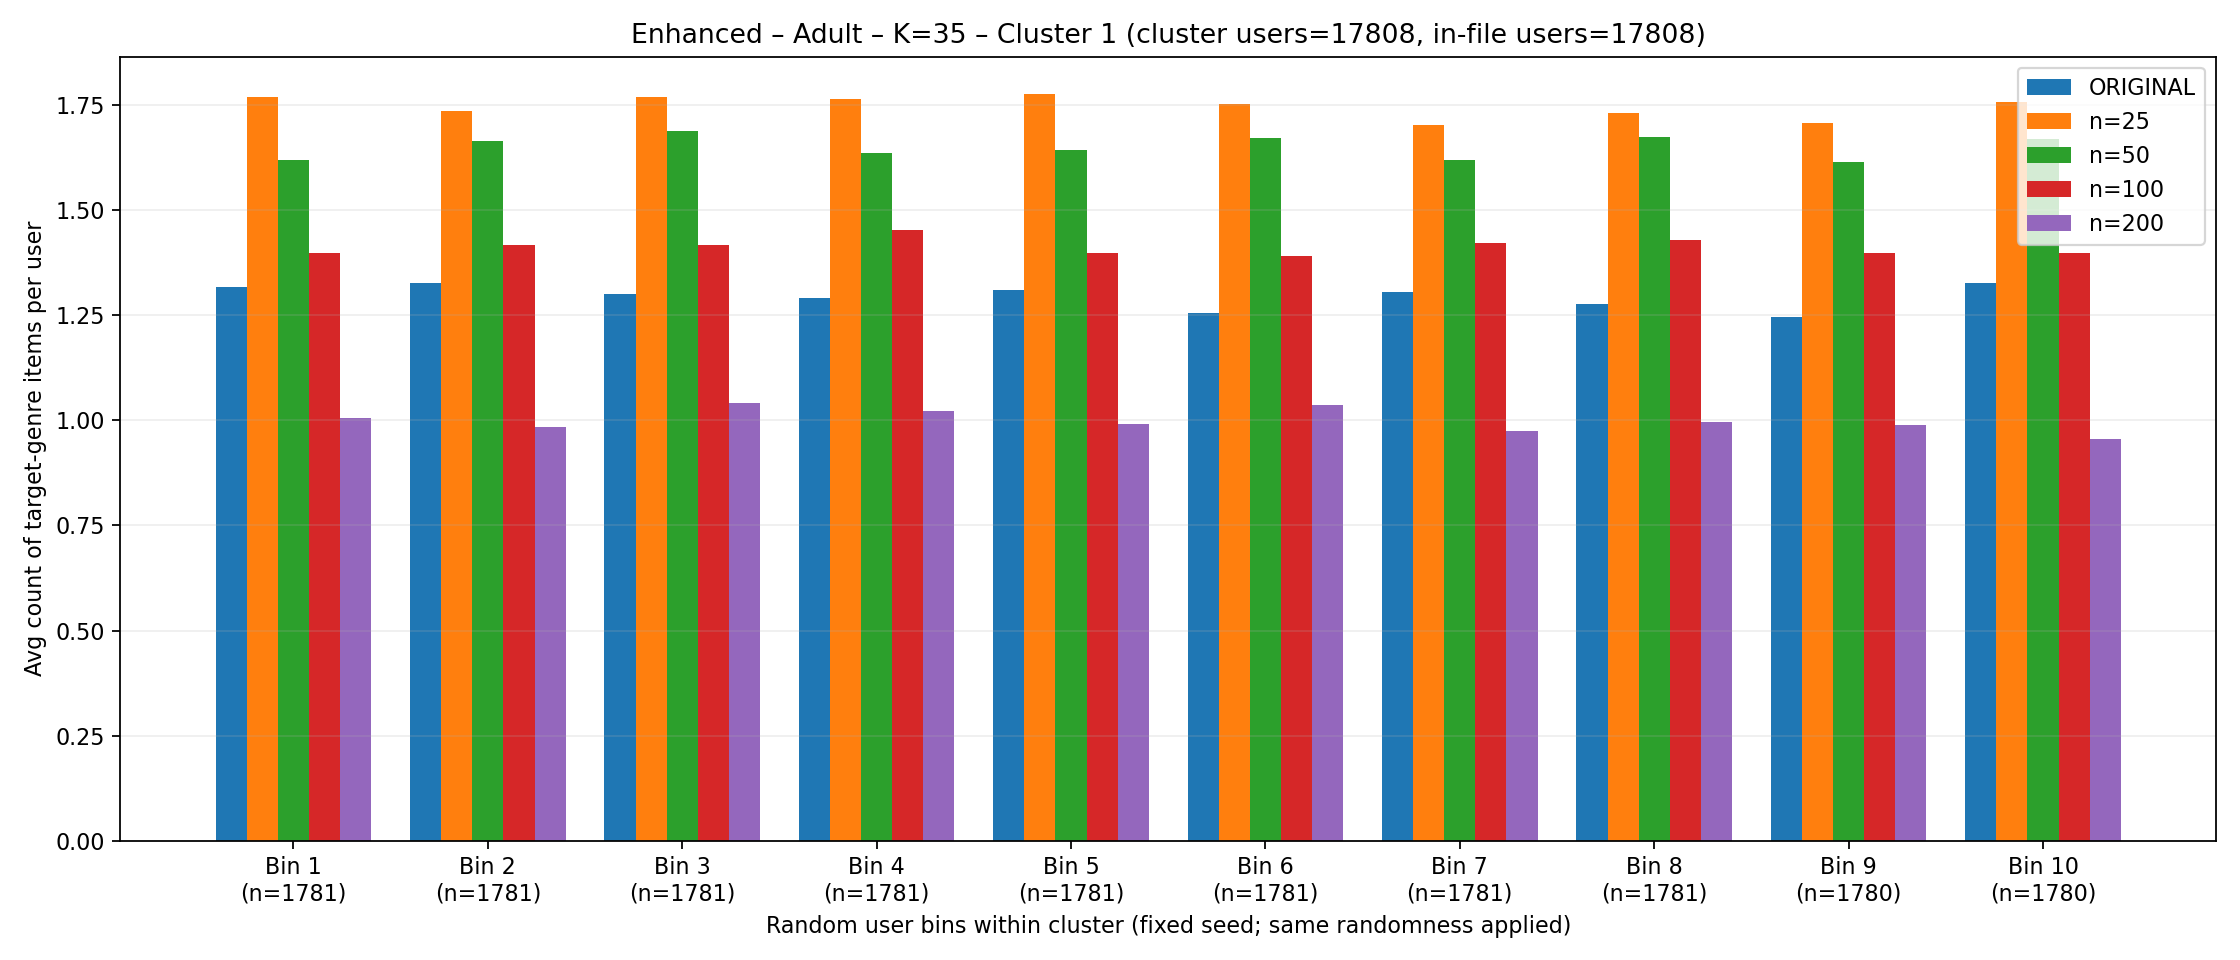 Enhanced – Adult – K=35 – Cluster 1 (cluster users=17808, in-file users=17808)
ORIGINAL
n=25
n=50
n=100
n=200
Avg count of target-genre items per user
1.75
1.50
1.25
1.00
0.75
0.50
0.25
0.00
Bin 1 Bin 2 Bin 3 Bin 4 Bin 5 Bin 6 Bin 7 Bin 8 Bin 9 Bin 10
(n=1781) (n=1781) (n=1781) (n=1781) (n=1781) (n=1781) (n=1781) (n=1781) (n=1780) (n=1780)
Random user bins within cluster (fixed seed; same randomness applied)